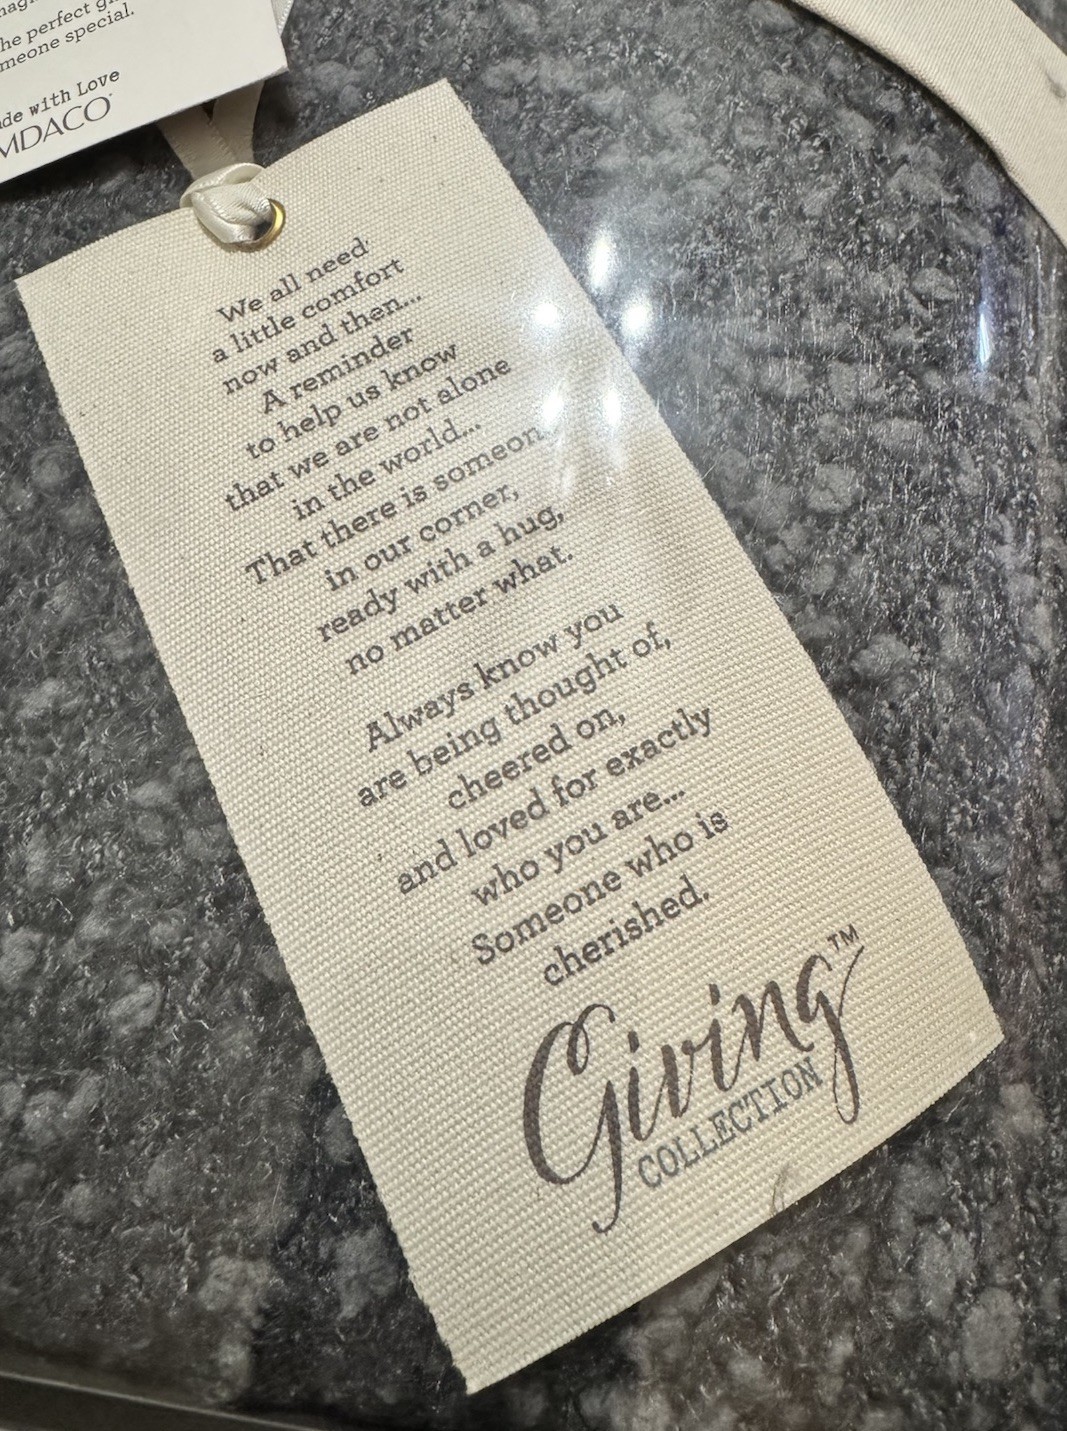 he perfect
meone special.
with Love
We all need
a little comfort
now and then...
A reminder
to help us know
that we are not alone
in the world...
That there is someon
in our corner,
ready with a hug,
no matter what.
Always know you
are being thought of,
cheered on,
and loved for exactly
who you are...
Someone who is
cherished.
Giving™
COLLECTION